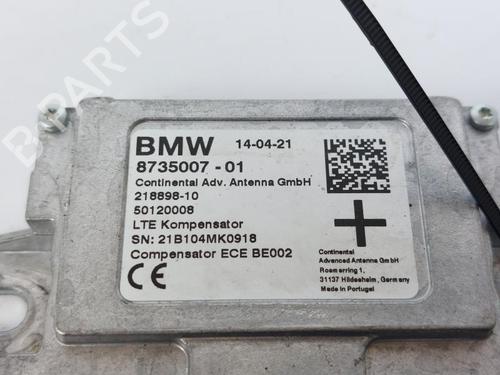 BMW 14-04-21
8735007 - 01
Continental Adv. Antenna GmbH
218898-10
50120008
LTE Kompensator
SN: 21B104MK0918
Compensator ECE BE002
CE
Continental
Advanced Antenna GmbH
Roemerring 1,
31137 Hildesheim, Germany
Made in Portugal
B-Parts